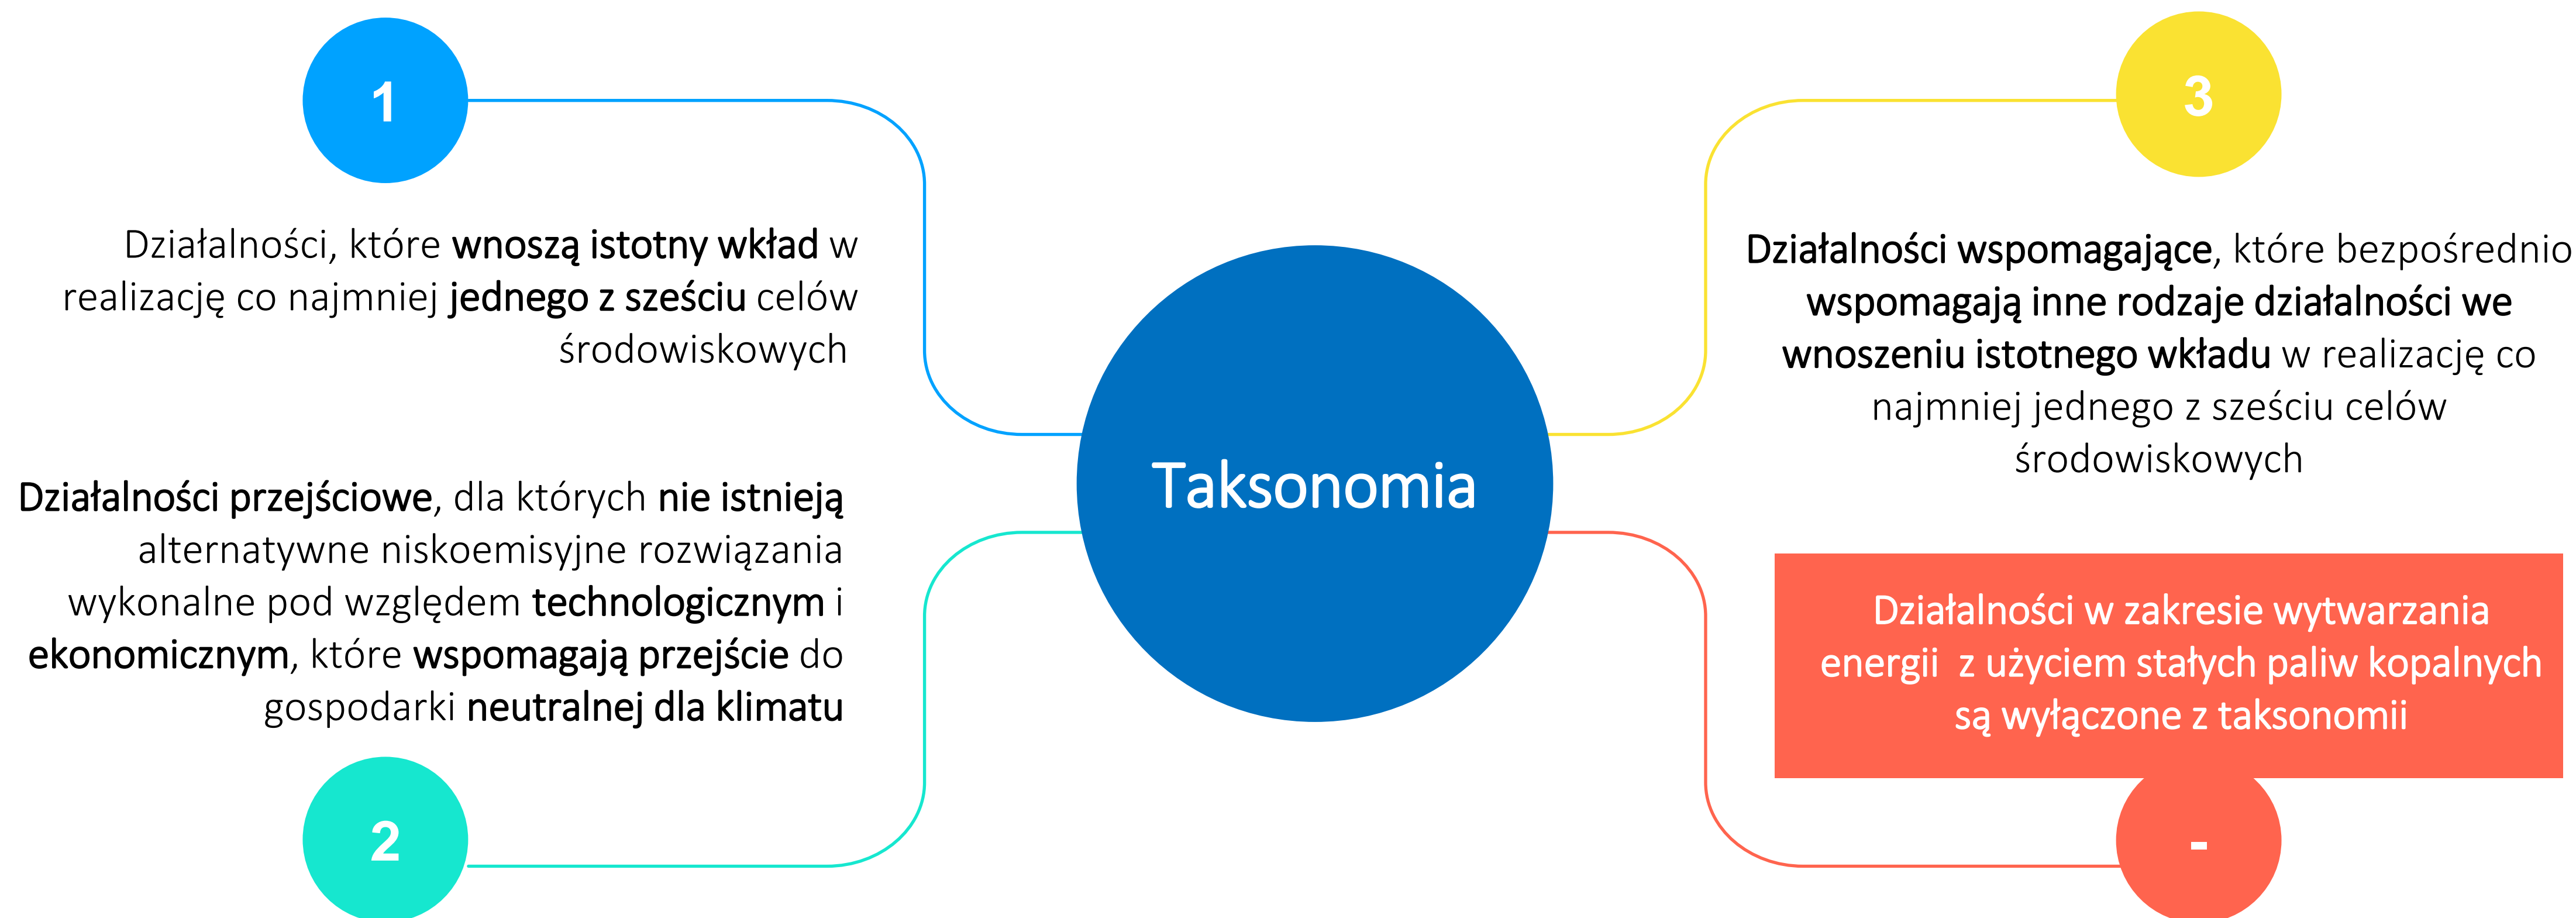 1
Działalności, które wnoszą istotny wkład w
realizację co najmniej jednego z sześciu celów
środowiskowych
Działalności przejściowe, dla których nie istnieją
alternatywne niskoemisyjne rozwiązania
wykonalne pod względem technologicznym i
ekonomicznym, które wspomagają przejście do
gospodarki neutralnej dla klimatu
2
Taksonomia
3
Działalności wspomagające, które bezpośrednio
wspomagają inne rodzaje działalności we
wnoszeniu istotnego wkładu w realizację co
najmniej jednego z sześciu celów
środowiskowych
Działalności w zakresie wytwarzania
energii z użyciem stałych paliw kopalnych
są wyłączone z taksonomii
-